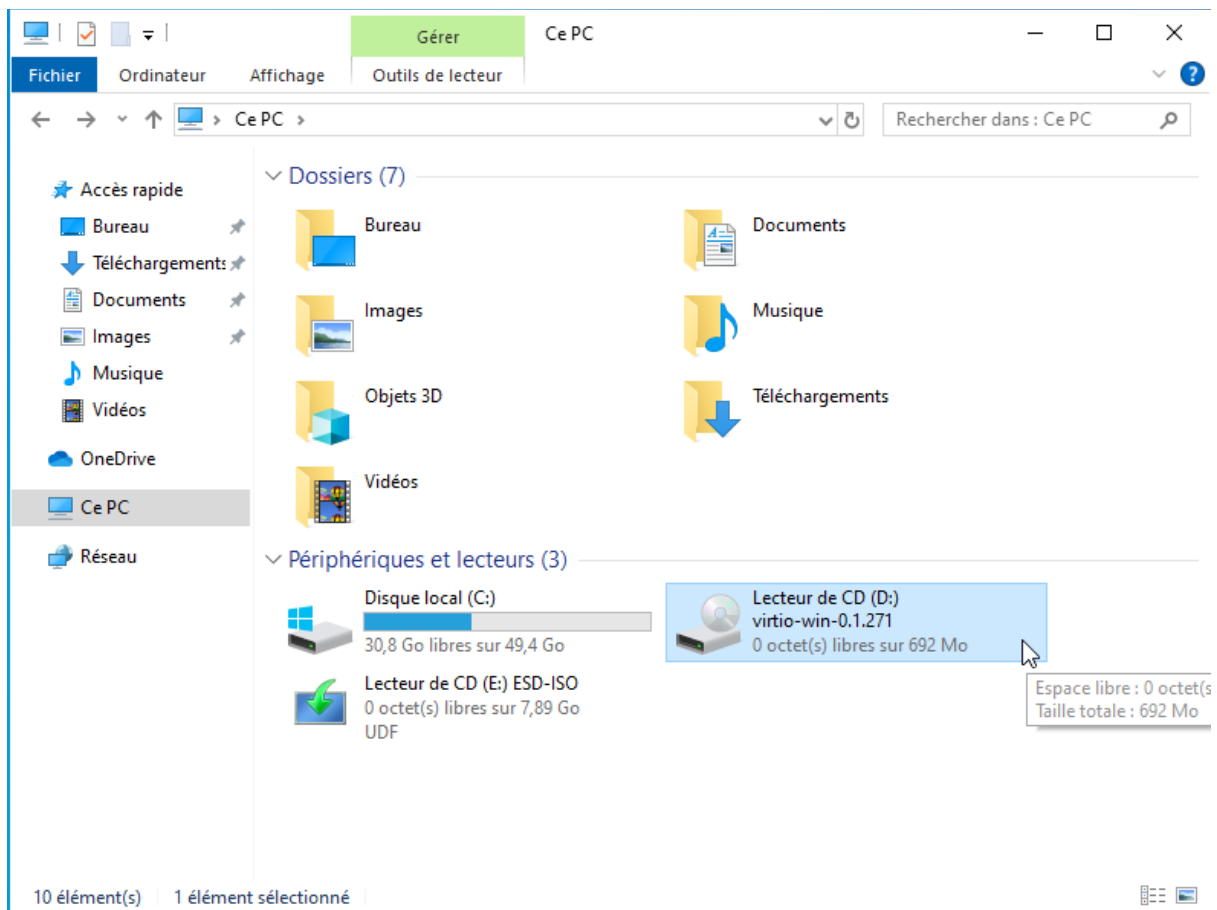 Gérer
Ce PC
Fichier
Ordinateur
Affichage
Outils de lecteur
Ce PC
Rechercher dans : Ce PC
Accès rapide
Bureau
Téléchargements
Documents
Images
Musique
Vidéos
OneDrive
Ce PC
Réseau
Dossiers (7)
Bureau
Documents
Images
Musique
Objets 3D
Téléchargements
Vidéos
Périphériques et lecteurs (3)
Disque local (C:)
30,8 Go libres sur 49,4 Go
Lecteur de CD (D:)
virtio-win-0.1.271
0 octet(s) libres sur 692 Mo
Lecteur de CD (E:) ESD-ISO
0 octet(s) libres sur 7,89 Go
UDF
Espace libre : 0 octet(s
Taille totale : 692 Mo
10 élément(s)
1 élément sélectionné